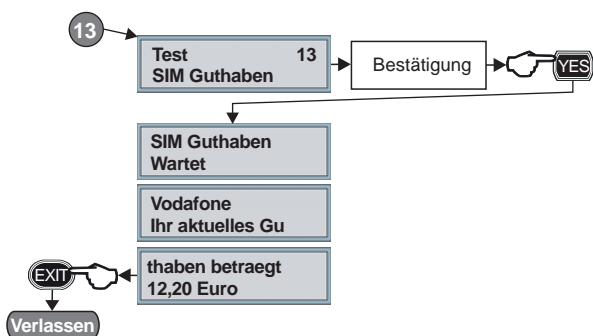 13
Test 13
SIM Guthaben
Bestätigung
YES
SIM Guthaben
Wartet
Vodafone
Ihr aktuelles Gu
thaben betraegt
12,20 Euro
EXIT
Verlassen